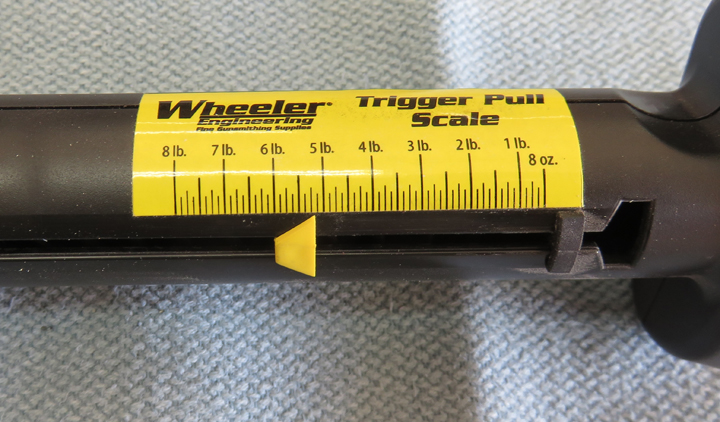 Wheeler®
Engineering
Fine Gunsmithing Supplies
Trigger Pull
Scale
8 lb. 7 lb. 6 lb. 5 lb. 4 lb. 3 lb. 2 lb. 1 lb.
8 oz.